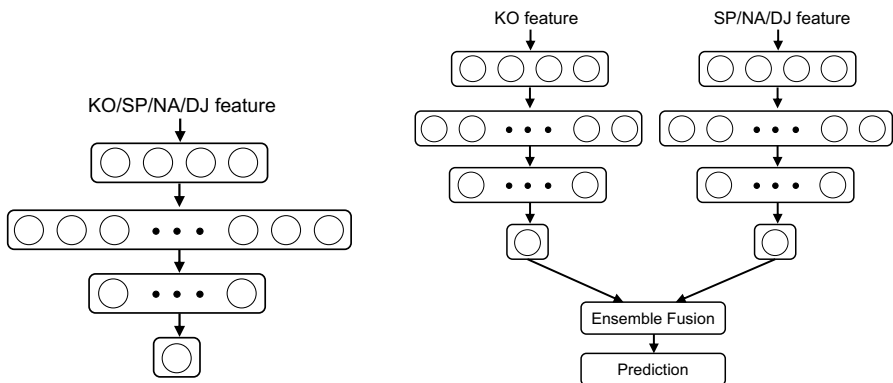 KO/SP/NA/DJ feature
KO feature
SP/NA/DJ feature
Ensemble Fusion
Prediction